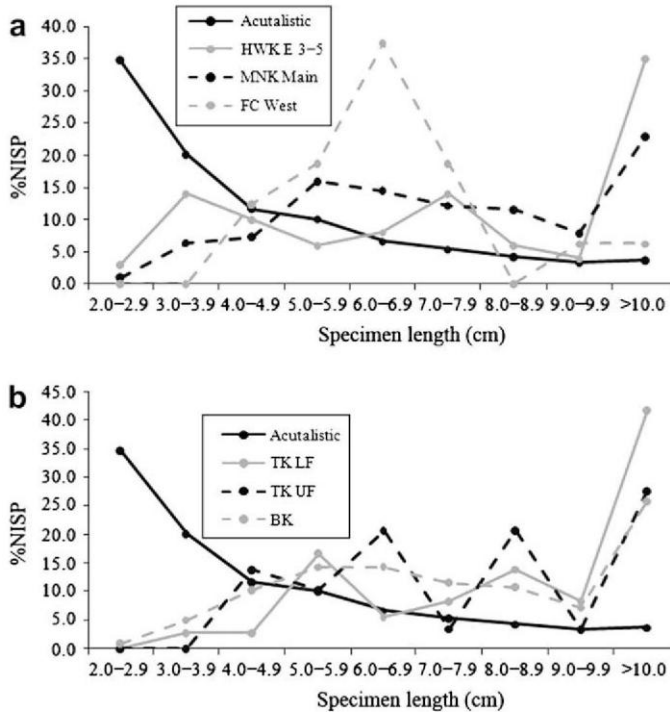 a
40.0
35.0
30.0
25.0
20.0
15.0
10.0
5.0
0.0
%NISP
Acutalistic
HWK E 3–5
MNK Main
FC West
2.0–2.9 3.0–3.9 4.0–4.9 5.0–5.9 6.0–6.9 7.0–7.9 8.0–8.9 9.0–9.9 >10.0
Specimen length (cm)
b
45.0
40.0
35.0
30.0
25.0
20.0
15.0
10.0
5.0
0.0
%NISP
Acutalistic
TK LF
TK UF
BK
2.0–2.9 3.0–3.9 4.0–4.9 5.0–5.9 6.0–6.9 7.0–7.9 8.0–8.9 9.0–9.9 >10.0
Specimen length (cm)